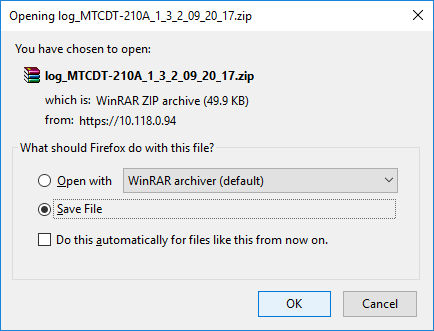 Opening log_MTCDT-210A_1_3_2_09_20_17.zip
You have chosen to open:
log_MTCDT-210A_1_3_2_09_20_17.zip
which is: WinRAR ZIP archive (49.9 KB)
from: https://10.118.0.94
What should Firefox do with this file?
Open with WinRAR archiver (default)
Save File
Do this automatically for files like this from now on.
OK Cancel